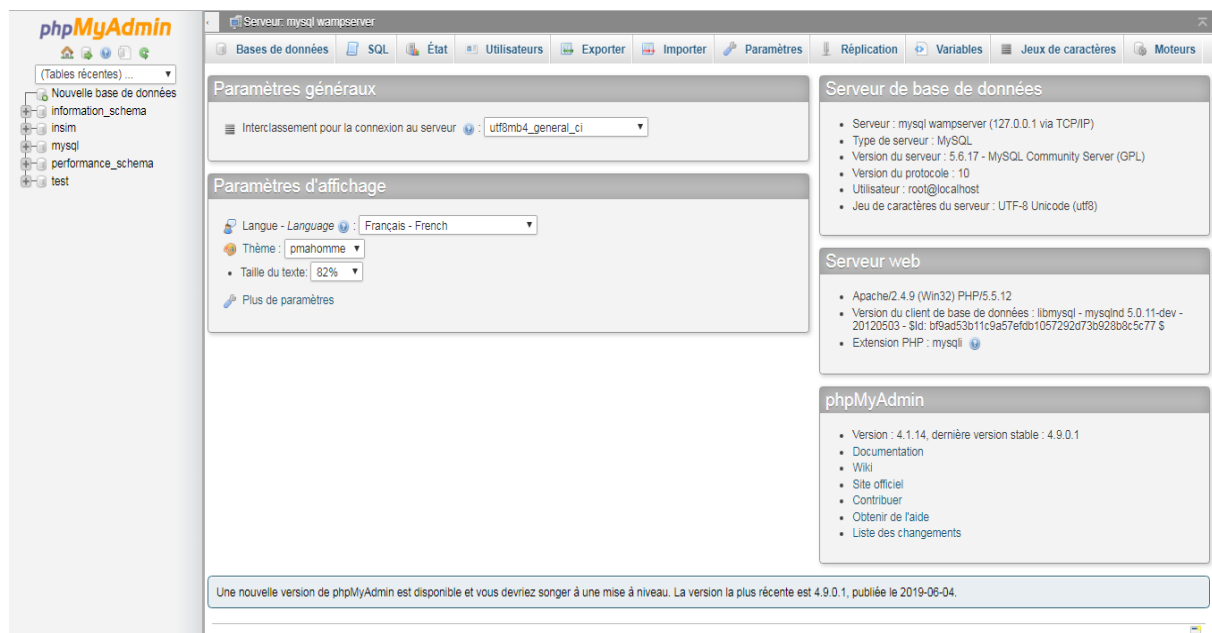 phpMyAdmin
(Tables récentes) ...
Nouvelle base de données
information_schema
insim
mysql
performance_schema
test
Serveur: mysql wampserver
Bases de données
SQL
État
Utilisateurs
Exporter
Importer
Paramètres
Réplication
Variables
Jeux de caractères
Moteurs
Paramètres généraux
Interclassement pour la connexion au serveur : utf8mb4_general_ci
Paramètres d'affichage
Langue - Language : Français - French
Thème : pmahomme
Taille du texte: 82%
Plus de paramètres
Serveur de base de données
Serveur : mysql wampserver (127.0.0.1 via TCP/IP)
Type de serveur : MySQL
Version du serveur : 5.6.17 - MySQL Community Server (GPL)
Version du protocole : 10
Utilisateur : root@localhost
Jeu de caractères du serveur : UTF-8 Unicode (utf8)
Serveur web
Apache/2.4.9 (Win32) PHP/5.5.12
Version du client de base de données : libmysql - mysqlnd 5.0.11-dev -
20120503 - $Id: bf9ad53b11c9a57efdb1057292d73b928b8c5c77 $
Extension PHP : mysqli
phpMyAdmin
Version : 4.1.14, dernière version stable : 4.9.0.1
Documentation
Wiki
Site officiel
Contribuer
Obtenir de l'aide
Liste des changements
Une nouvelle version de phpMyAdmin est disponible et vous devriez songer à une mise à niveau. La version la plus récente est 4.9.0.1, publiée le 2019-06-04.